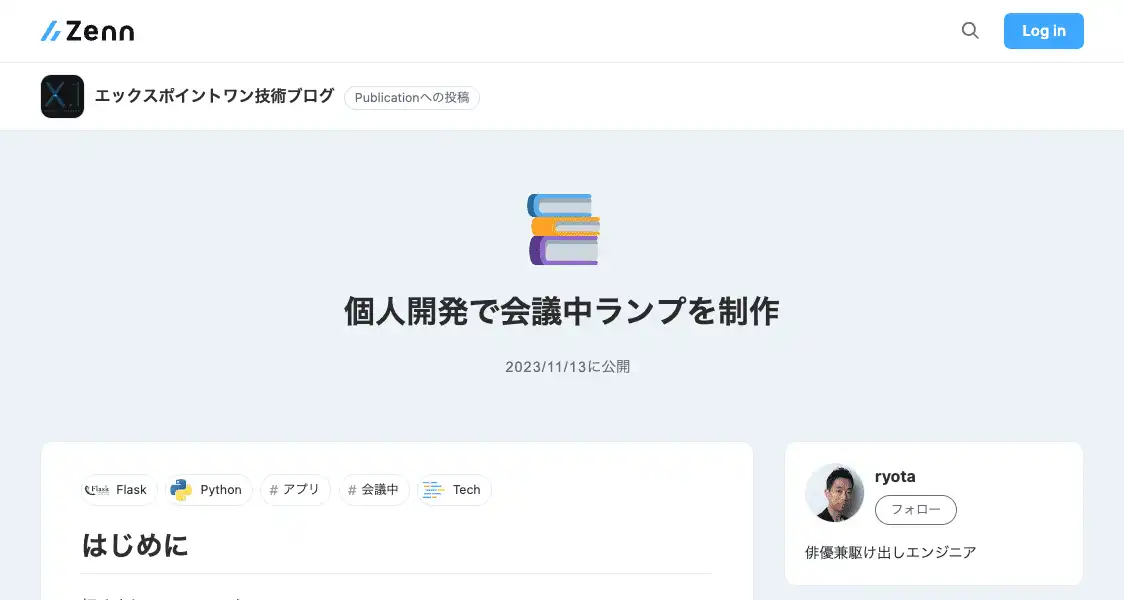 Zenn
Log in
エックスポイントワン技術ブログ
Publicationへの投稿
個人開発で会議中ランプを制作
2023/11/13に公開
Flask Flask
Python
# アプリ
# 会議中
Tech
はじめに
ryota
フォロー
俳優兼駆け出しエンジニア